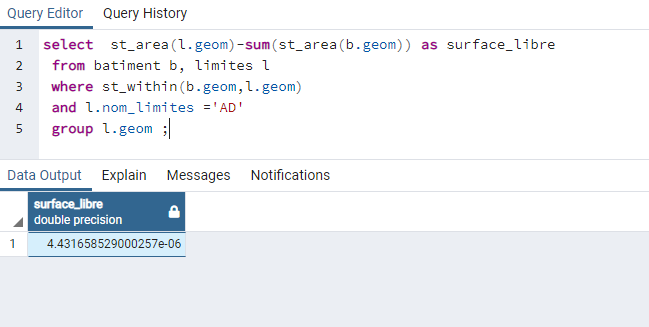 Query Editor Query History
1 select  st_area(l.geom)-sum(st_area(b.geom)) as surface_libre
2 from batiment b, limites l
3 where st_within(b.geom,l.geom)
4 and l.nom_limites ='AD'
5 group l.geom ;
Data Output Explain Messages Notifications
surface_libre
double precision
1 4.431658529000257e-06